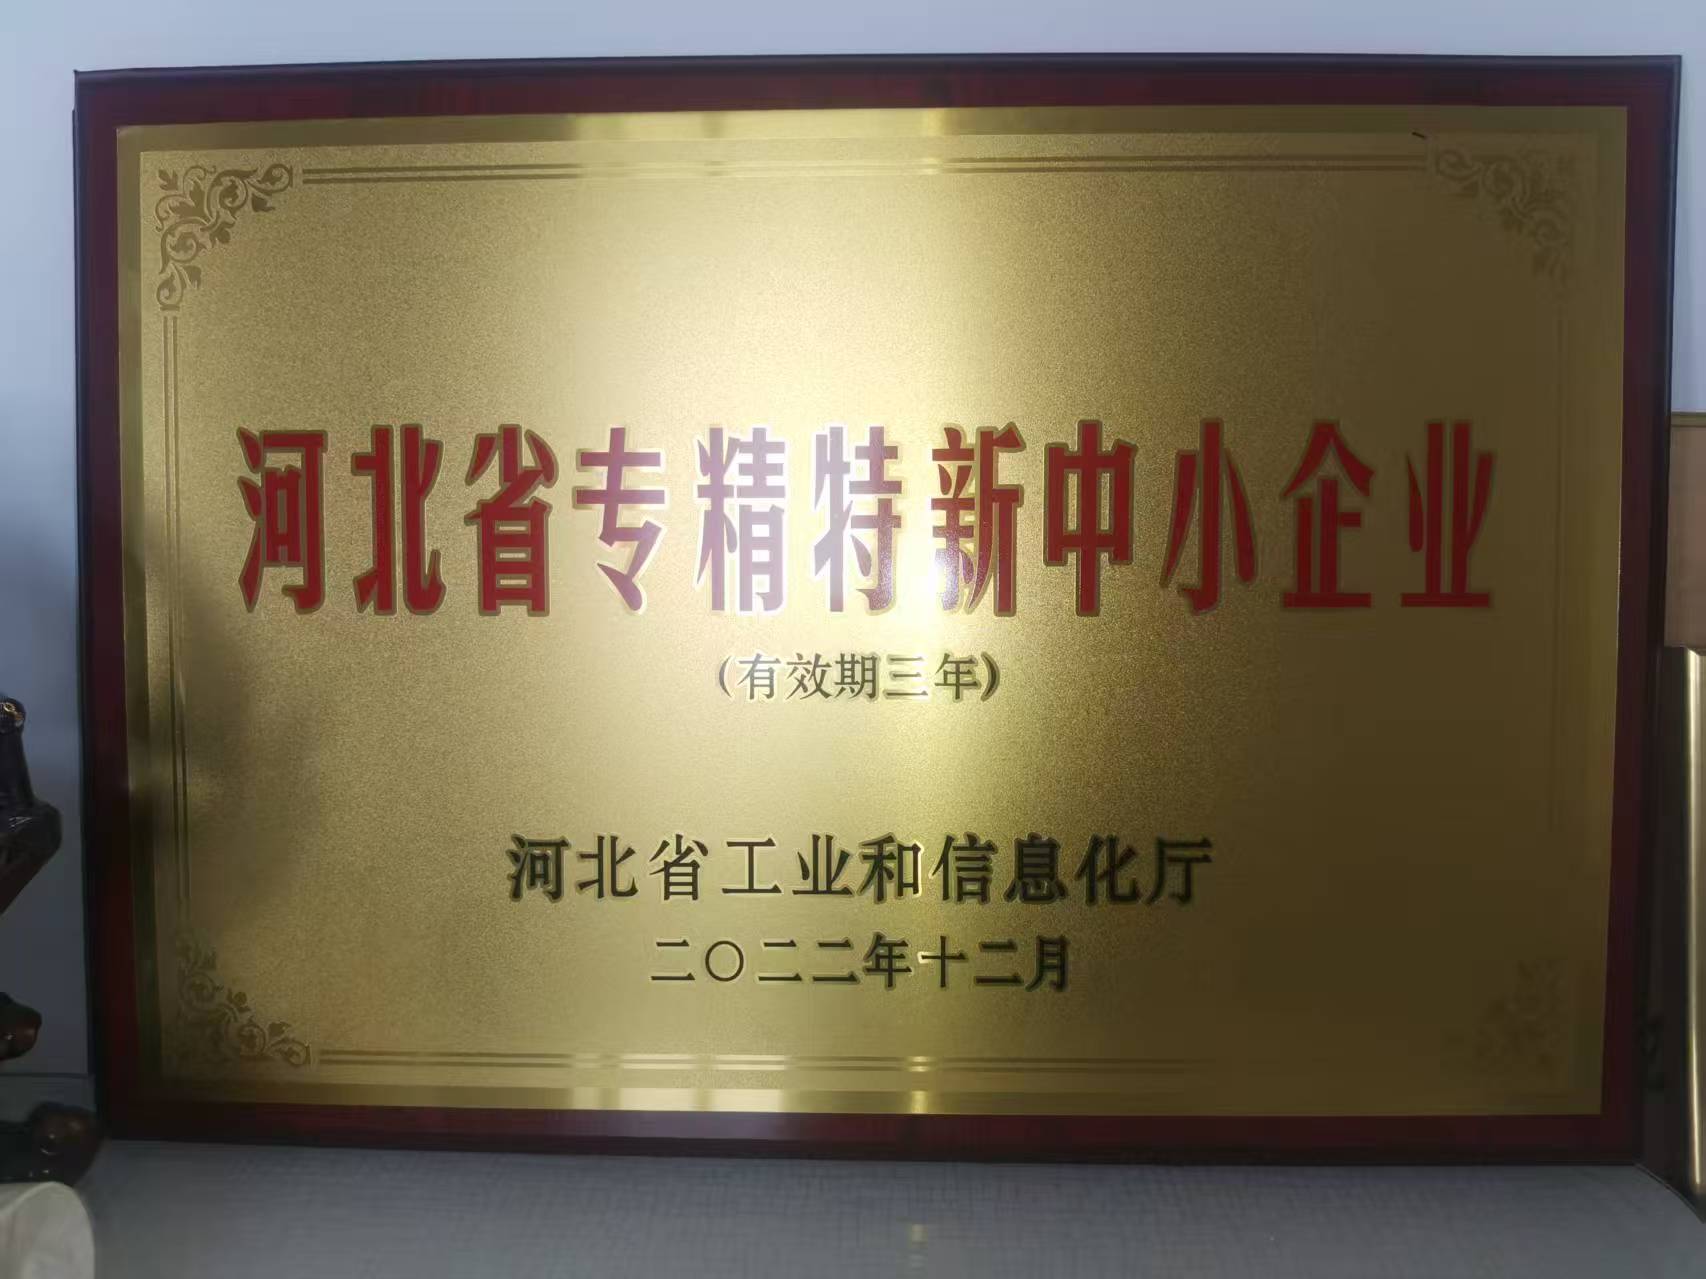 河北省专精特新中小企业
(有效期三年)
河北省工业和信息化厅
二〇二二年十二月